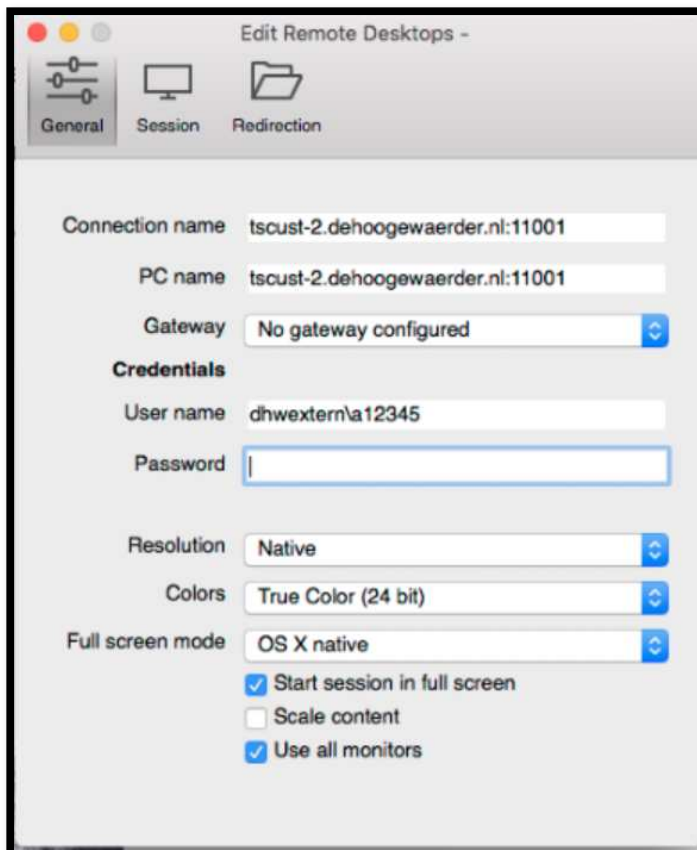 Edit Remote Desktops -
General Session Redirection
Connection name tscust-2.dehoogewaerder.nl:11001
PC name tscust-2.dehoogewaerder.nl:11001
Gateway No gateway configured
Credentials
User name dhwextern\a12345
Password
Resolution Native
Colors True Color (24 bit)
Full screen mode OS X native
Start session in full screen
Scale content
Use all monitors